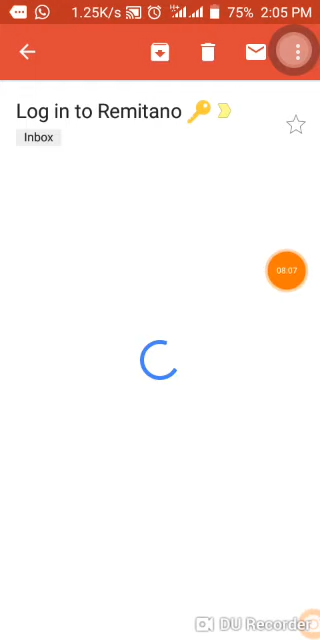 1.25K/s H+ 75% 2:05 PM
Log in to Remitano
Inbox
08:07
DU Recorder